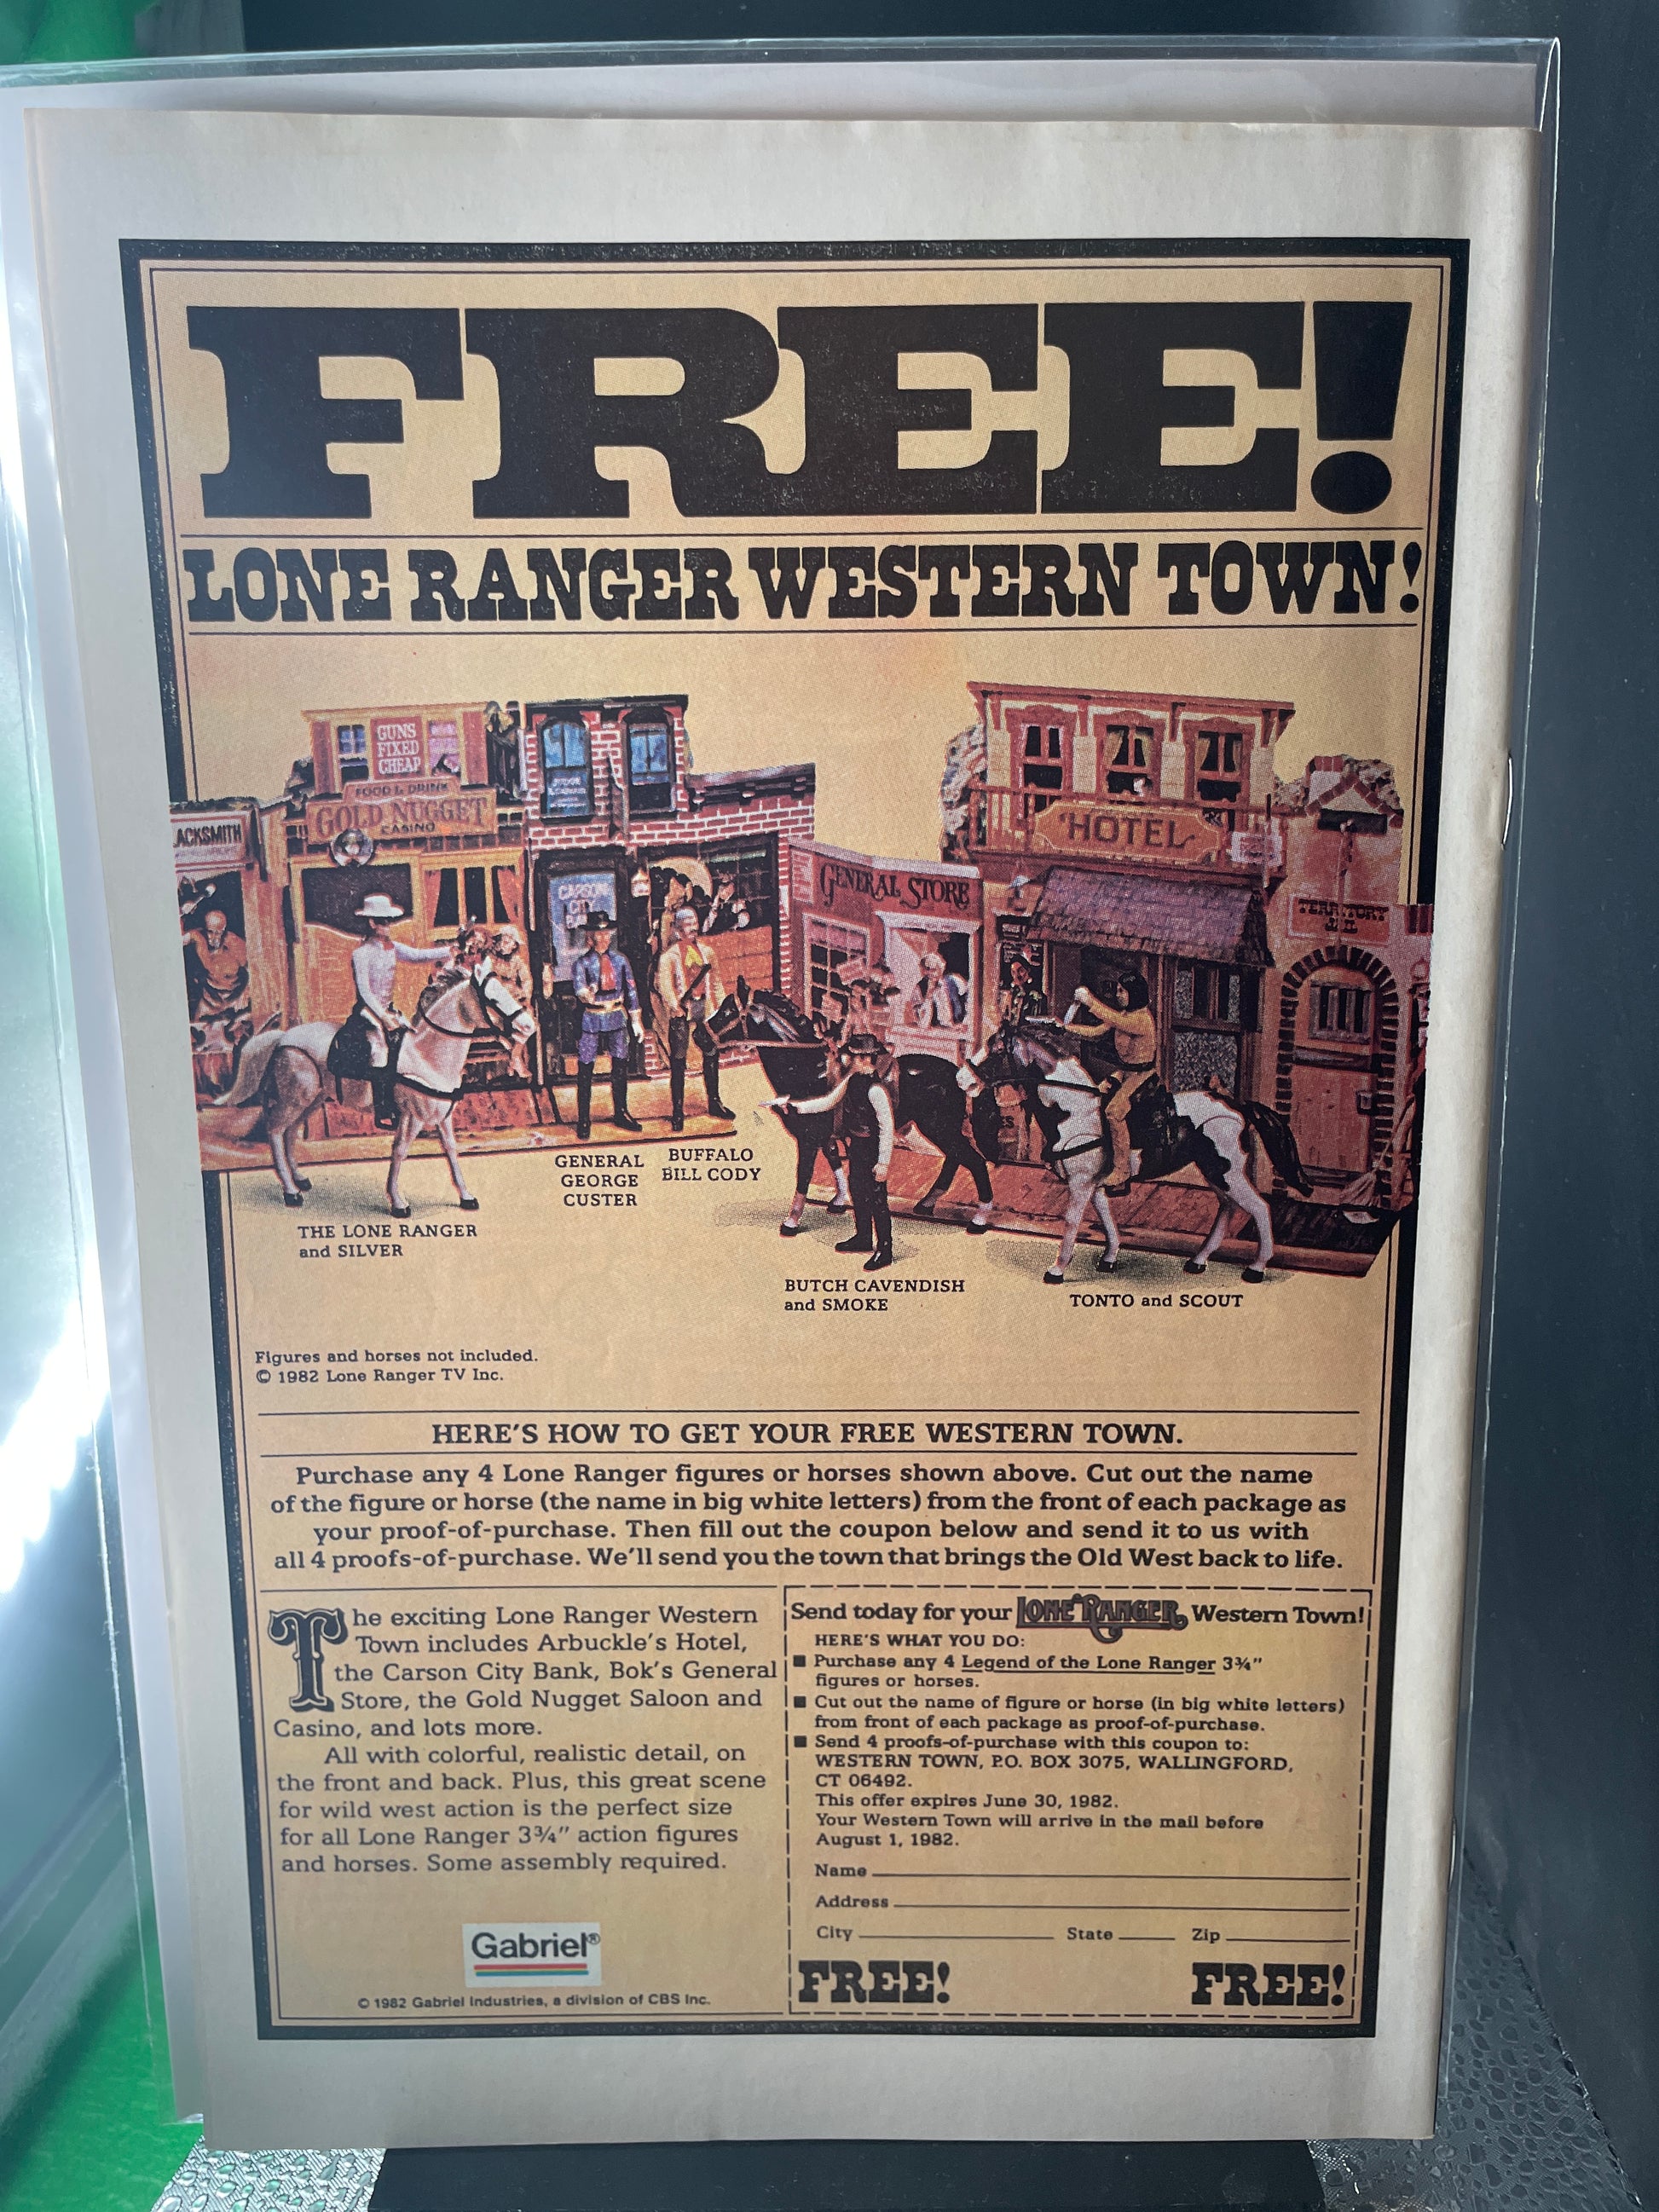 FREE!
LONE RANGER WESTERN TOWN!
GUNS
FIXED
CHEAP
FOOD & DRINK
GOLD NUGGET
CASINO
ACKSMITH
CARSON
CITY
GENERAL STORE
HOTEL
TERRITORY
JAIL
GENERAL
GEORGE
CUSTER
BUFFALO
BILL CODY
THE LONE RANGER
and SILVER
BUTCH CAVENDISH
and SMOKE
TONTO and SCOUT
Figures and horses not included.
© 1982 Lone Ranger TV Inc.
HERE'S HOW TO GET YOUR FREE WESTERN TOWN.
Purchase any 4 Lone Ranger figures or horses shown above. Cut out the name
of the figure or horse (the name in big white letters) from the front of each package as
your proof-of-purchase. Then fill out the coupon below and send it to us with
all 4 proofs-of-purchase. We'll send you the town that brings the Old West back to life.
The exciting Lone Ranger Western
Town includes Arbuckle's Hotel,
the Carson City Bank, Bok's General
Store, the Gold Nugget Saloon and
Casino, and lots more.
All with colorful, realistic detail, on
the front and back. Plus, this great scene
for wild west action is the perfect size
for all Lone Ranger 3¾" action figures
and horses. Some assembly required.
Gabriel®
© 1982 Gabriel Industries, a division of CBS Inc.
Send today for your LONE RANGER Western Town!
HERE'S WHAT YOU DO:
■ Purchase any 4 Legend of the Lone Ranger 3¾"
figures or horses.
■ Cut out the name of figure or horse (in big white letters)
from front of each package as proof-of-purchase.
■ Send 4 proofs-of-purchase with this coupon to:
WESTERN TOWN, P.O. BOX 3075, WALLINGFORD,
CT 06492.
This offer expires June 30, 1982.
Your Western Town will arrive in the mail before
August 1, 1982.
Name
Address
City State Zip
FREE! FREE!